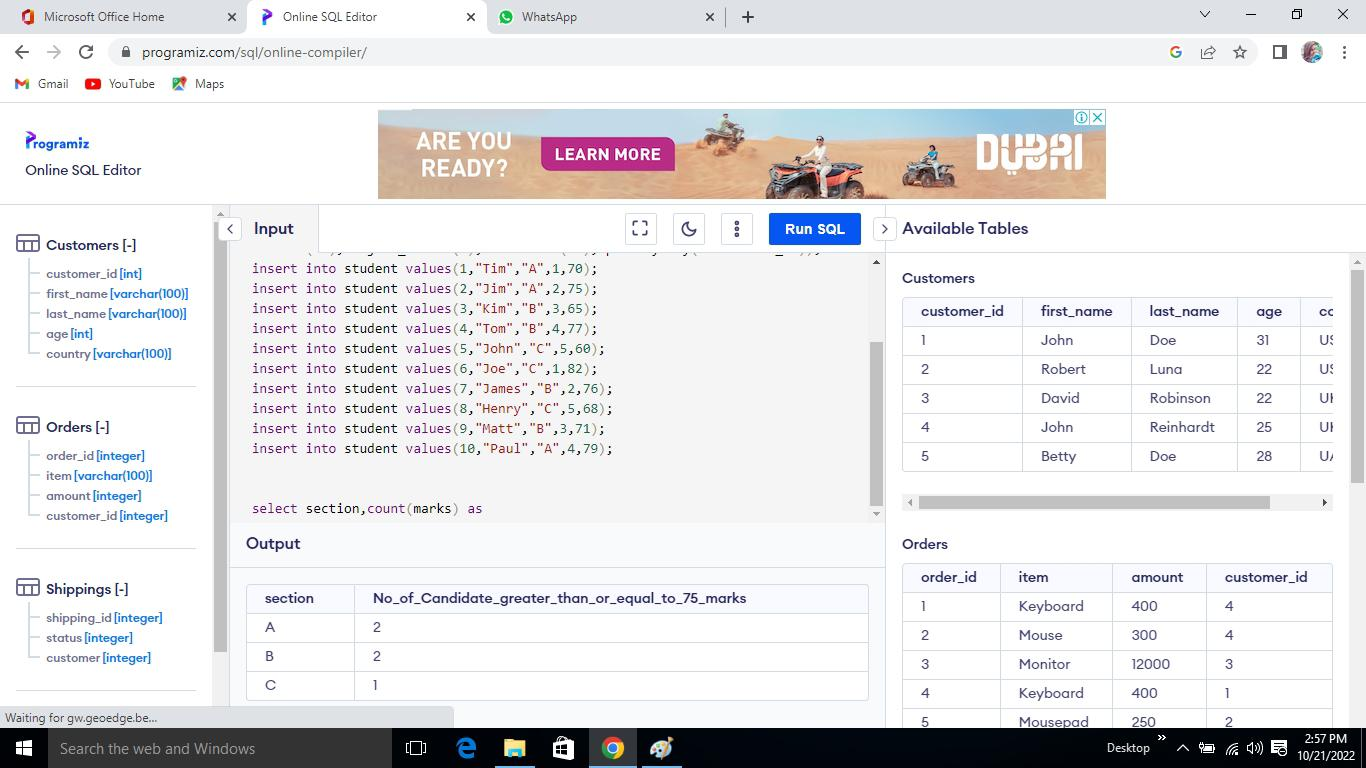 Microsoft Office Home
Online SQL Editor
WhatsApp
programiz.com/sql/online-compiler/
Gmail
YouTube
Maps
Programiz
Online SQL Editor
ARE YOU
READY?
LEARN MORE
DUBAI
Customers [-]
customer_id [int]
first_name [varchar(100)]
last_name [varchar(100)]
age [int]
country [varchar(100)]
Orders [-]
order_id [integer]
item [varchar(100)]
amount [integer]
customer_id [integer]
Shippings [-]
shipping_id [integer]
status [integer]
customer [integer]
Input
Run SQL
insert into student values(1,"Tim","A",1,70);
insert into student values(2,"Jim","A",2,75);
insert into student values(3,"Kim","B",3,65);
insert into student values(4,"Tom","B",4,77);
insert into student values(5,"John","C",5,60);
insert into student values(6,"Joe","C",1,82);
insert into student values(7,"James","B",2,76);
insert into student values(8,"Henry","C",5,68);
insert into student values(9,"Matt","B",3,71);
insert into student values(10,"Paul","A",4,79);
select section,count(marks) as
Output
section No_of_Candidate_greater_than_or_equal_to_75_marks
A 2
B 2
C 1
Available Tables
Customers
customer_id first_name last_name age
1 John Doe 31
2 Robert Luna 22
3 David Robinson 22
4 John Reinhardt 25
5 Betty Doe 28
Orders
order_id item amount customer_id
1 Keyboard 400 4
2 Mouse 300 4
3 Monitor 12000 3
4 Keyboard 400 1
5 Mousepad 250 2
Waiting for gw.geoedge.be...
Search the web and Windows
Desktop
2:57 PM
10/21/2022